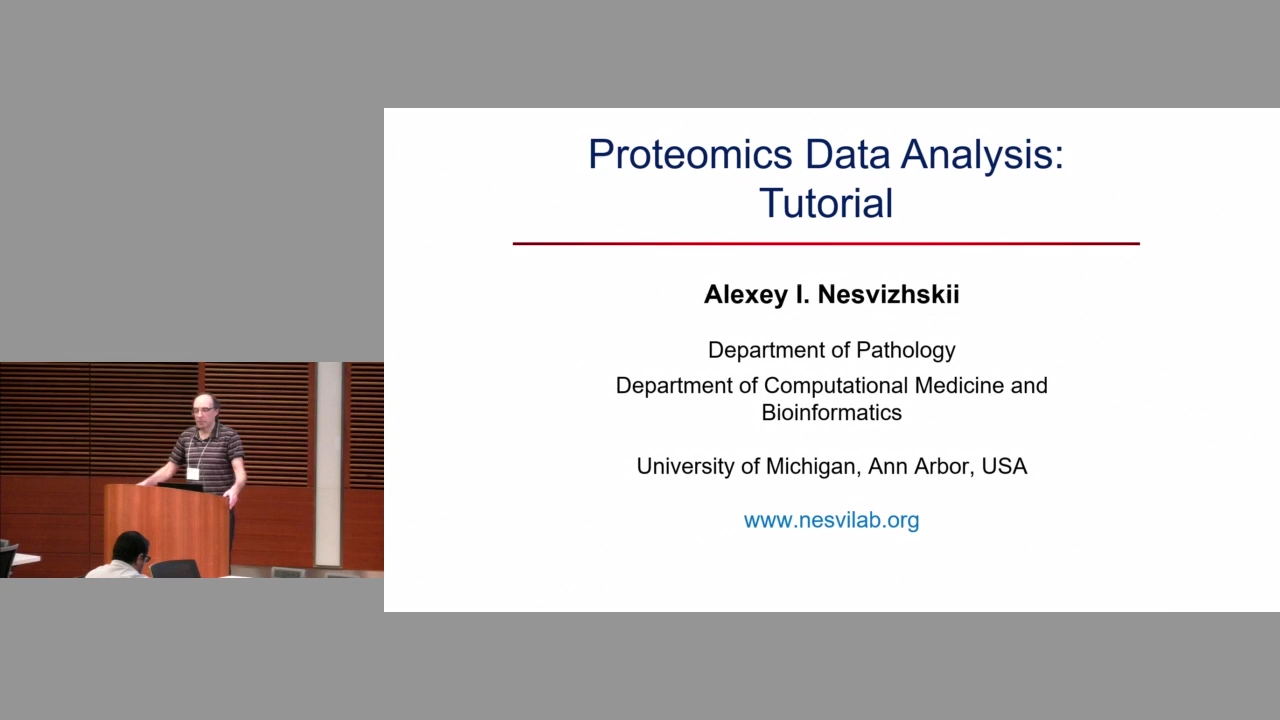 Proteomics Data Analysis:
Tutorial
Alexey I. Nesvizhskii
Department of Pathology
Department of Computational Medicine and
Bioinformatics
University of Michigan, Ann Arbor, USA
www.nesvilab.org